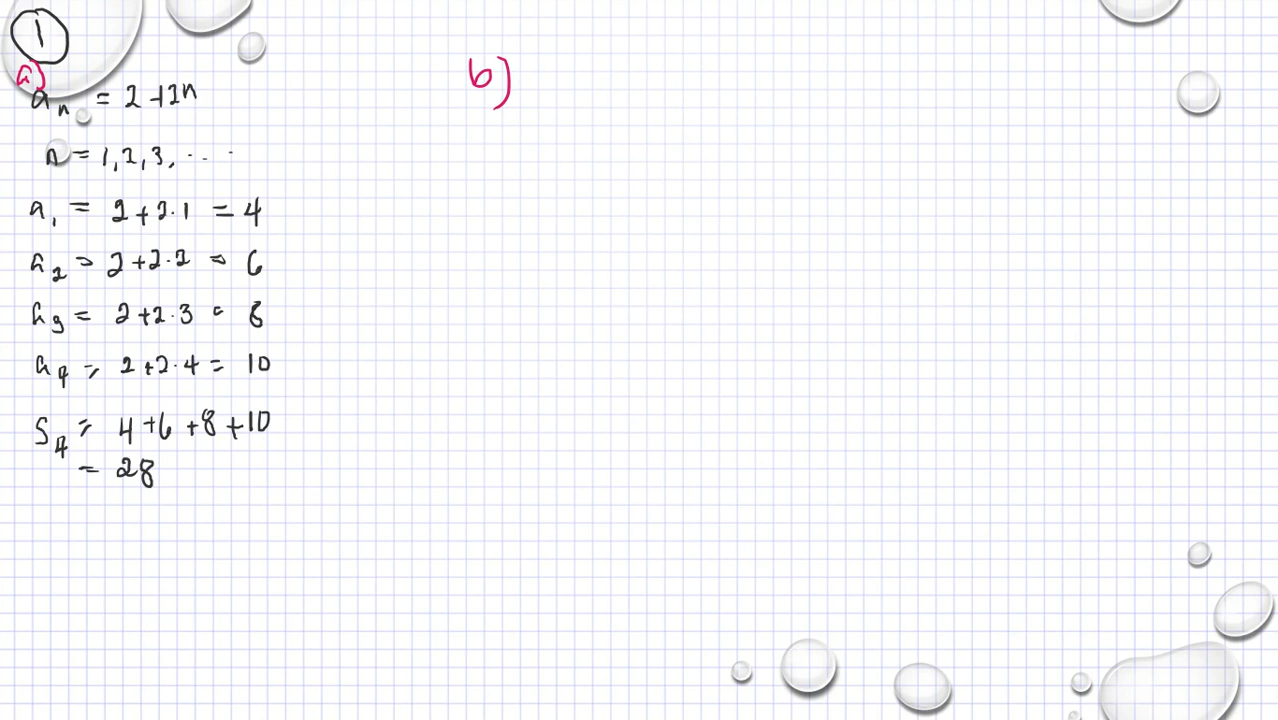 1
a)
aₙ = 2 + 2n
n = 1, 2, 3, ....
a₁ = 2 + 2·1 = 4
a₂ = 2 + 2·2 = 6
a₃ = 2 + 2·3 = 8
a₄ = 2 + 2·4 = 10
S₄ = 4 + 6 + 8 + 10
= 28
b)